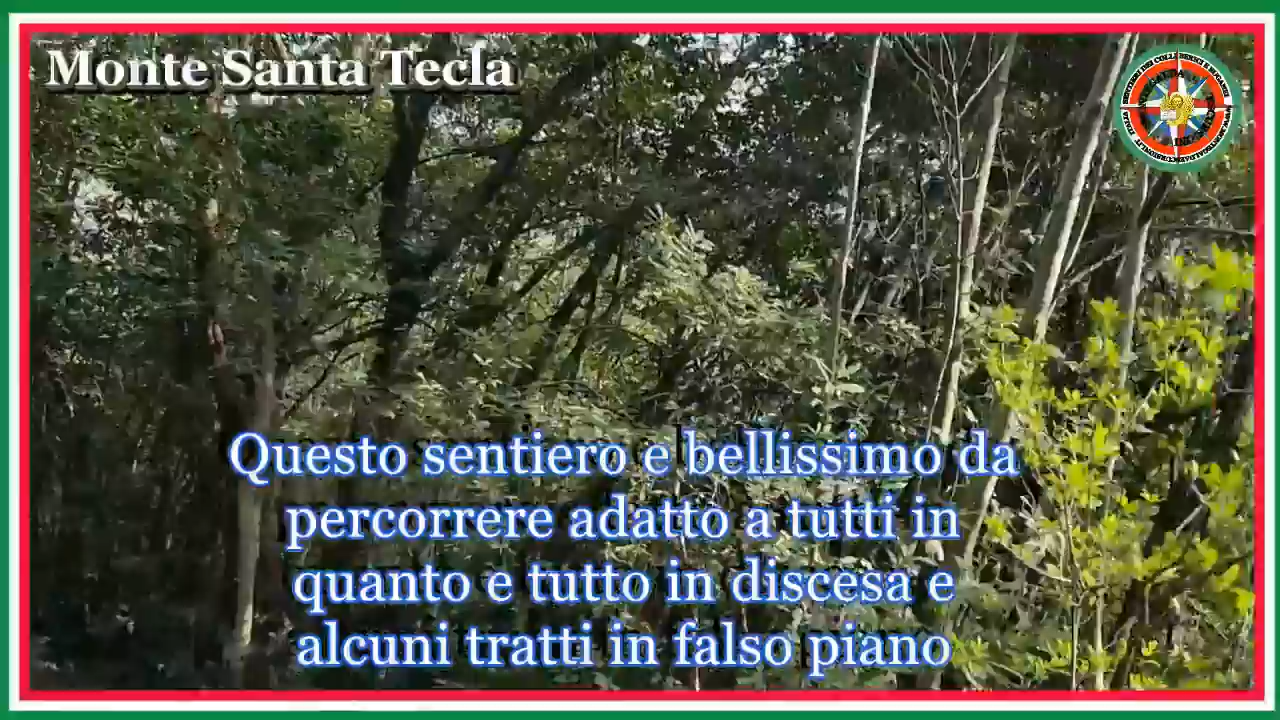 Monte Santa Tecla
Questo sentiero e bellissimo da
percorrere adatto a tutti in
quanto e tutto in discesa e
alcuni tratti in falso piano